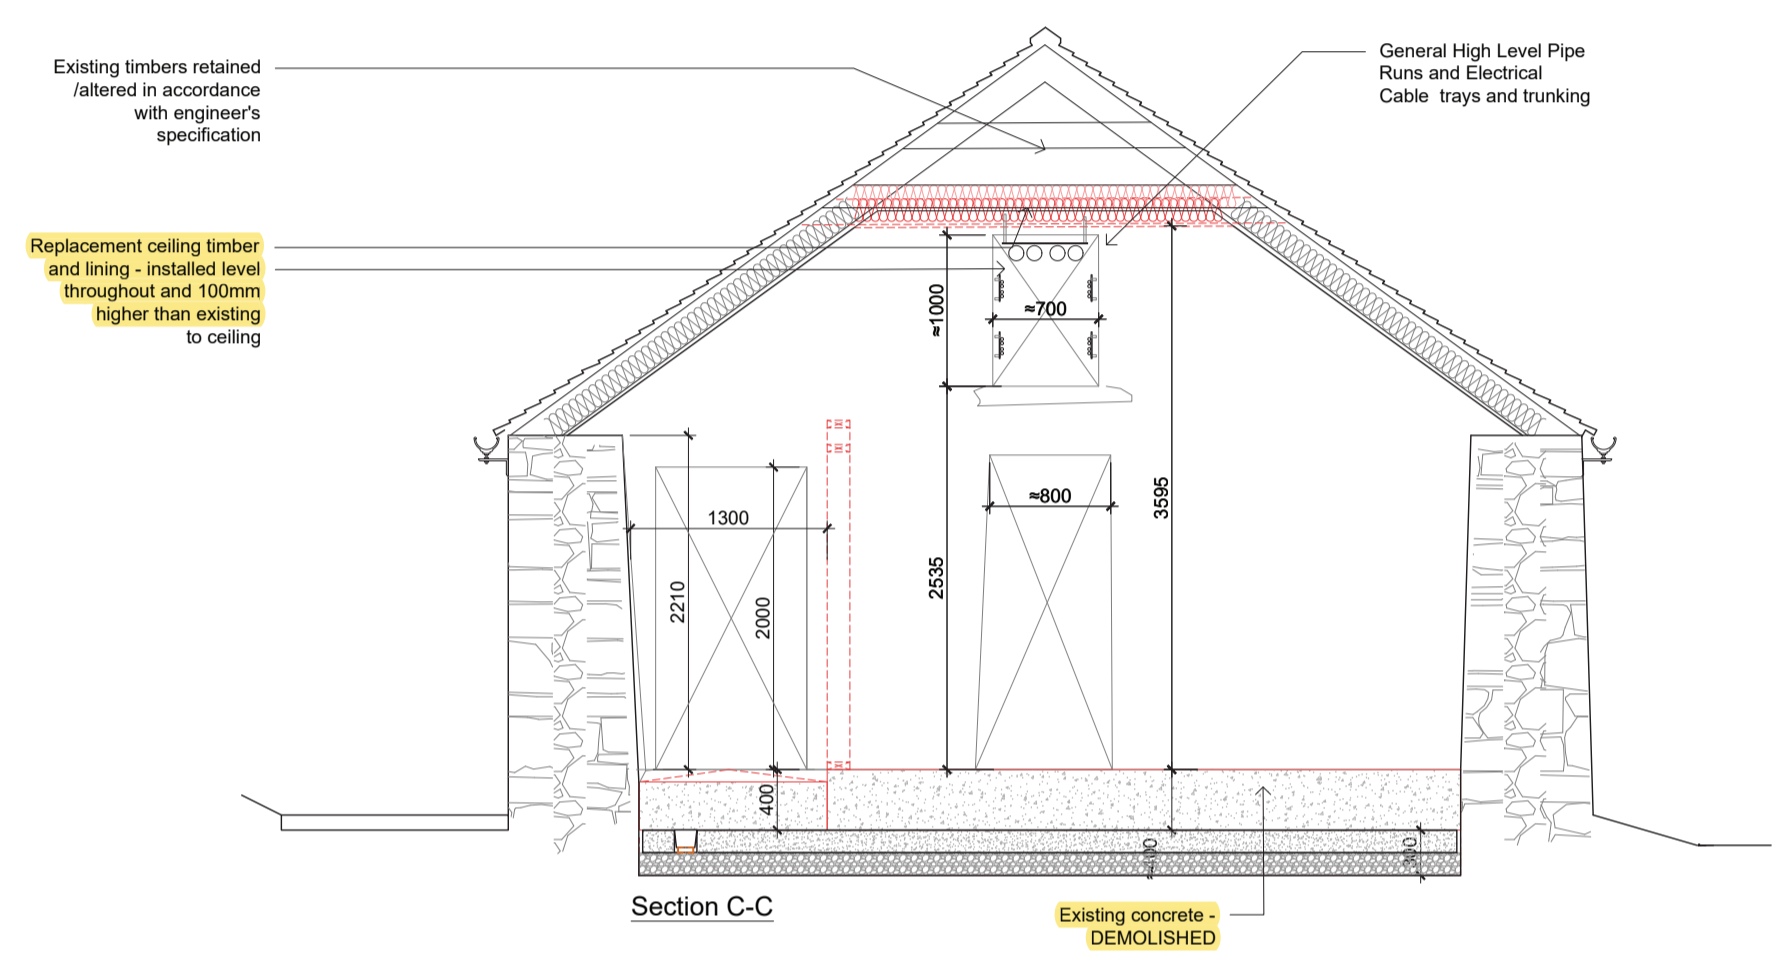 Existing timbers retained
/altered in accordance
with engineer's
specification
General High Level Pipe
Runs and Electrical
Cable trays and trunking
Replacement ceiling timber
and lining - installed level
throughout and 100mm
higher than existing
to ceiling
≈1000
≈700
1300
2210
2000
2535
≈800
3595
400
≈400
300
Section C-C
Existing concrete -
DEMOLISHED